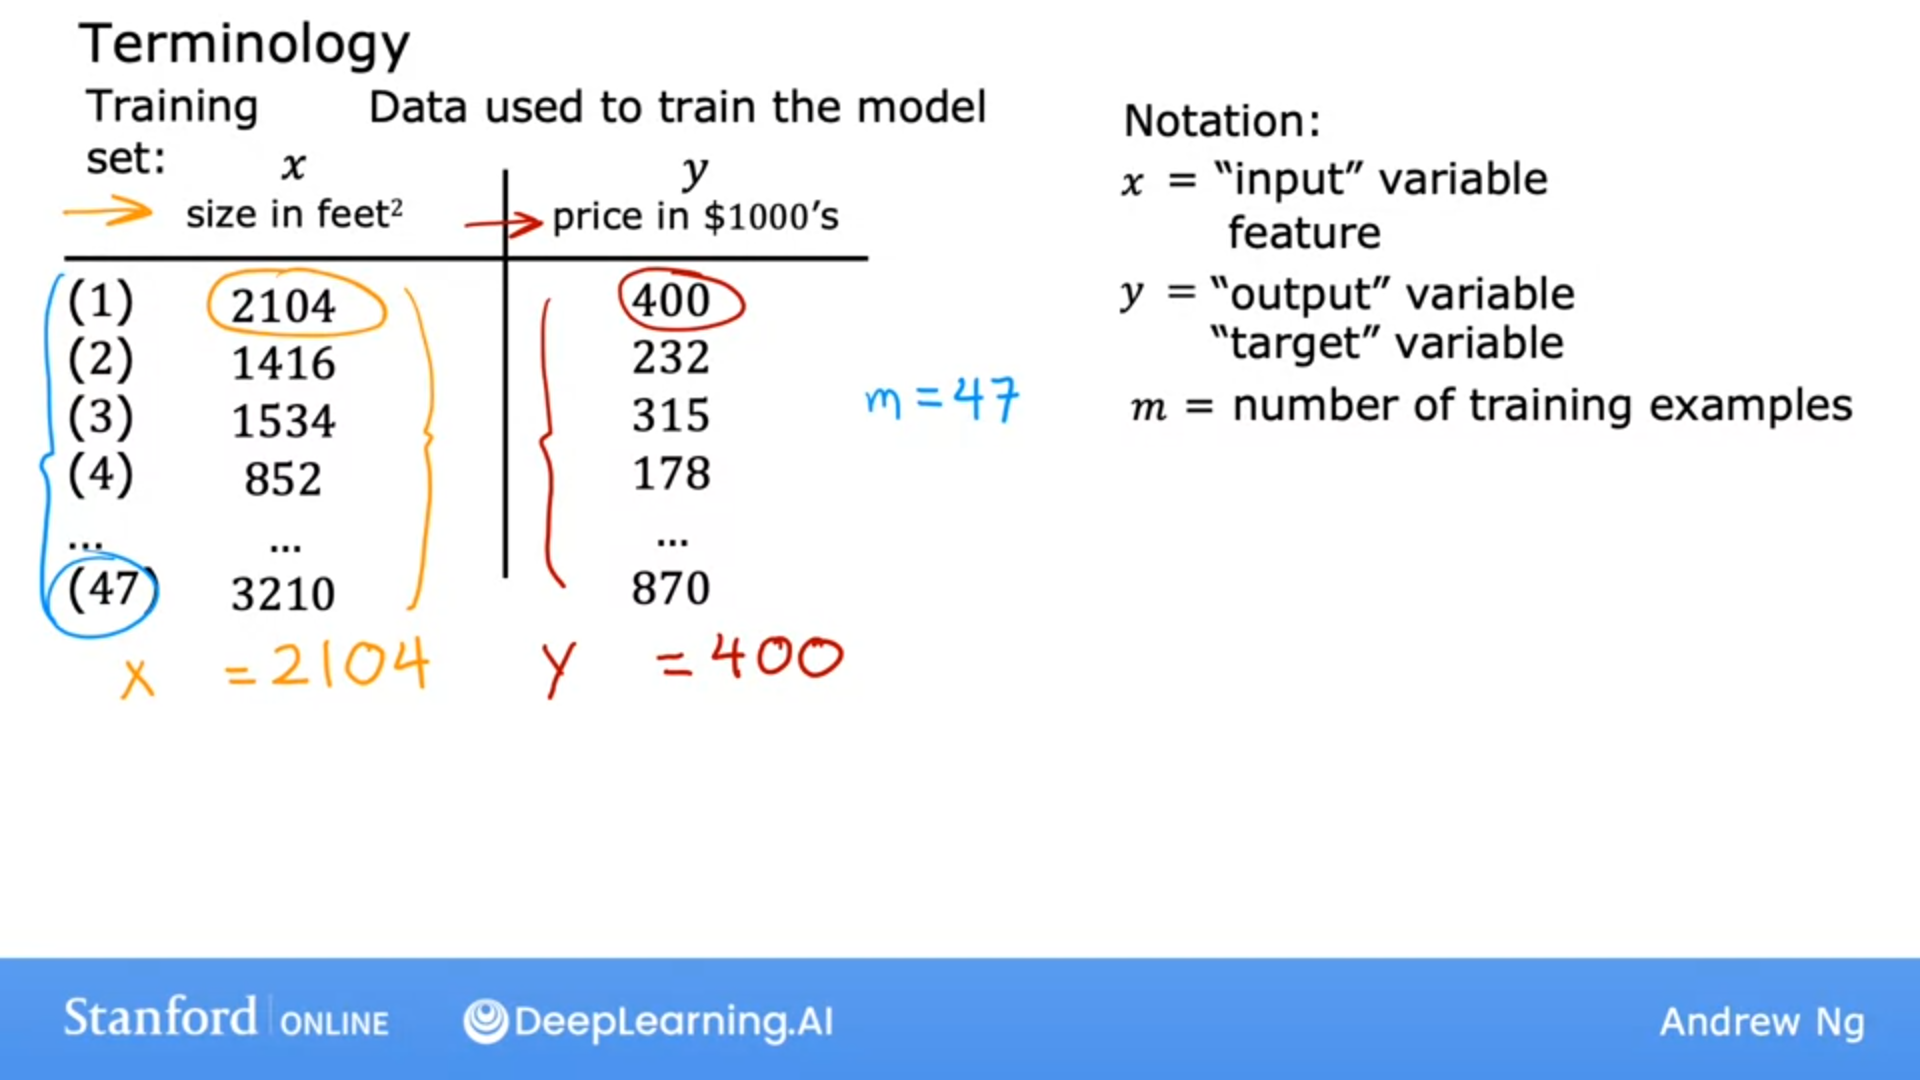 Terminology
Training set: Data used to train the model
x y
size in feet² price in $1000's
(1) 2104 400
(2) 1416 232
(3) 1534 315
(4) 852 178
... ... ...
(47) 3210 870
x = 2104 y = 400
m = 47
Notation:
x = “input” variable
feature
y = “output” variable
“target” variable
m = number of training examples
Stanford ONLINE DeepLearning.AI Andrew Ng